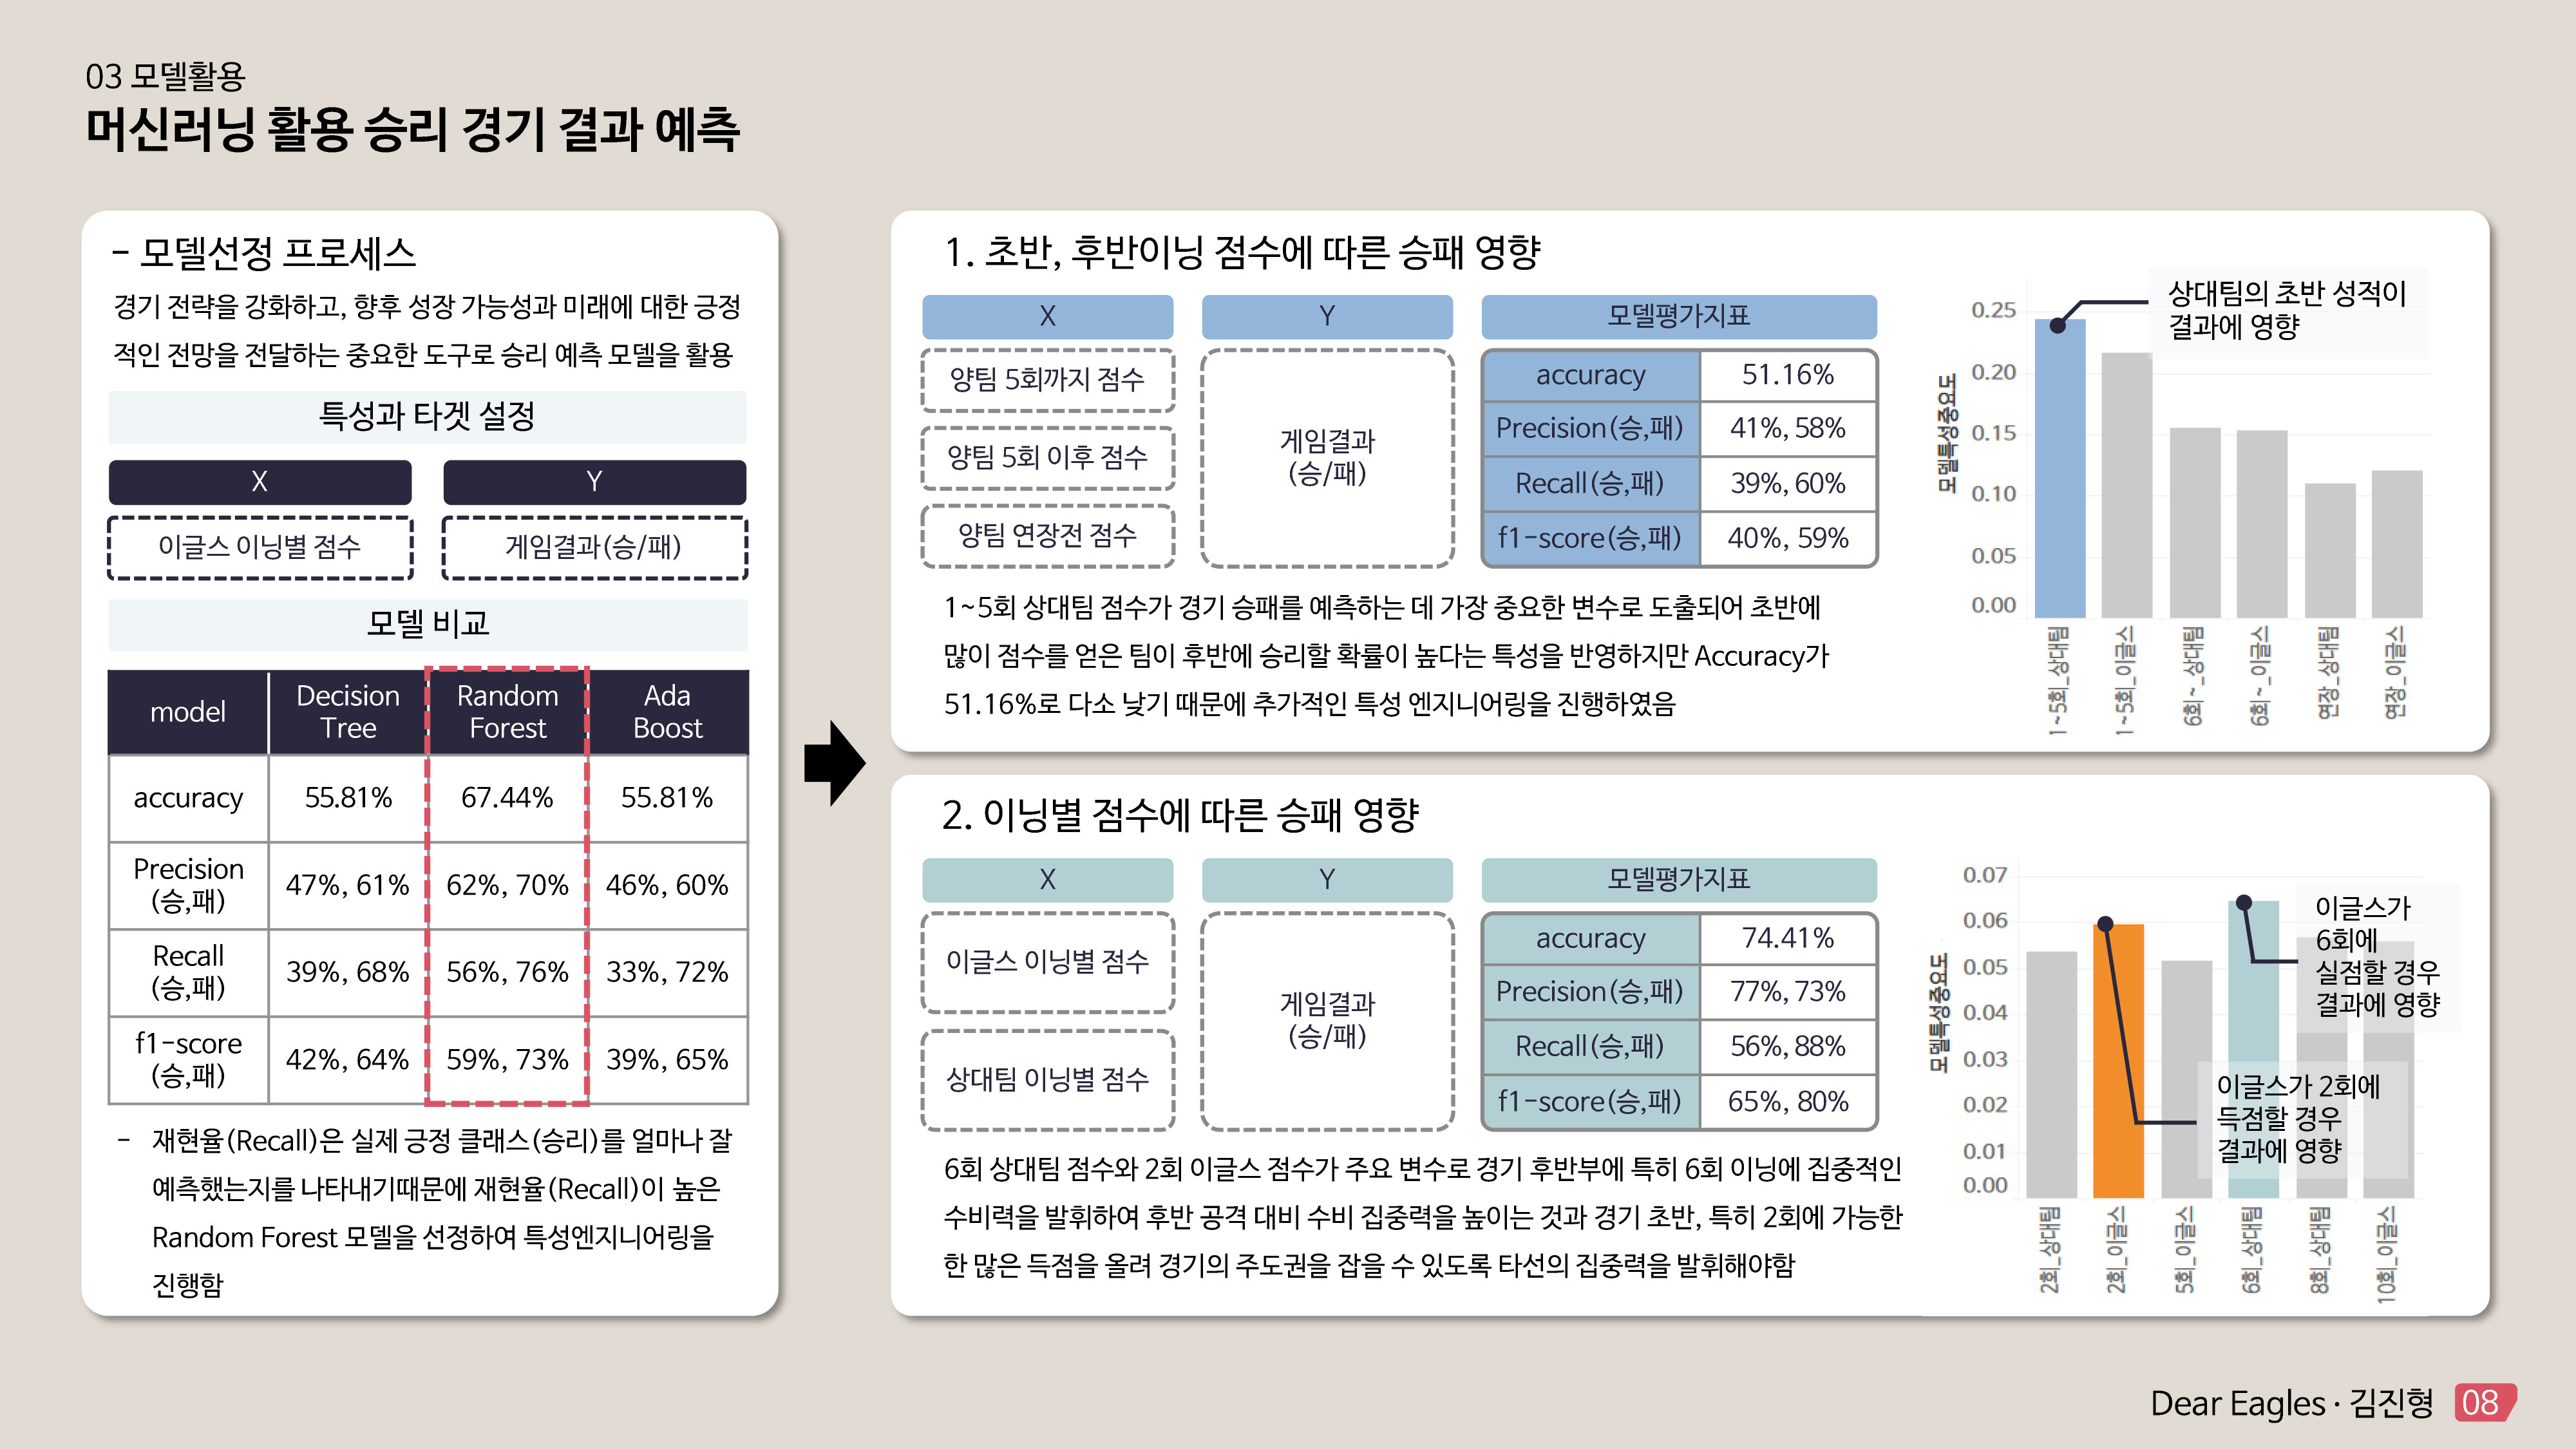 03 모델활용
머신러닝 활용 승리 경기 결과 예측
- 모델선정 프로세스
경기 전략을 강화하고, 향후 성장 가능성과 미래에 대한 긍정
적인 전망을 전달하는 중요한 도구로 승리 예측 모델을 활용
특성과 타겟 설정
X Y
이글스 이닝별 점수 게임결과(승/패)
모델 비교
model Decision Tree Random Forest Ada Boost
accuracy 55.81% 67.44% 55.81%
Precision (승,패) 47%, 61% 62%, 70% 46%, 60%
Recall (승,패) 39%, 68% 56%, 76% 33%, 72%
f1-score (승,패) 42%, 64% 59%, 73% 39%, 65%
- 재현율(Recall)은 실제 긍정 클래스(승리)를 얼마나 잘
예측했는지를 나타내기때문에 재현율(Recall)이 높은
Random Forest 모델을 선정하여 특성엔지니어링을
진행함
1. 초반, 후반이닝 점수에 따른 승패 영향
X Y 모델평가지표
양팀 5회까지 점수
양팀 5회 이후 점수
양팀 연장전 점수
게임결과
(승/패)
accuracy 51.16%
Precision(승,패) 41%, 58%
Recall(승,패) 39%, 60%
f1-score(승,패) 40%, 59%
1~5회 상대팀 점수가 경기 승패를 예측하는 데 가장 중요한 변수로 도출되어 초반에
많이 점수를 얻은 팀이 후반에 승리할 확률이 높다는 특성을 반영하지만 Accuracy가
51.16%로 다소 낮기 때문에 추가적인 특성 엔지니어링을 진행하였음
모델특성중요도
0.25
0.20
0.15
0.10
0.05
0.00
상대팀의 초반 성적이
결과에 영향
1~5회_상대팀
1~5회_이글스
6회~_상대팀
6회~_이글스
연장_상대팀
연장_이글스
2. 이닝별 점수에 따른 승패 영향
X Y 모델평가지표
이글스 이닝별 점수
상대팀 이닝별 점수
게임결과
(승/패)
accuracy 74.41%
Precision(승,패) 77%, 73%
Recall(승,패) 56%, 88%
f1-score(승,패) 65%, 80%
6회 상대팀 점수와 2회 이글스 점수가 주요 변수로 경기 후반부에 특히 6회 이닝에 집중적인
수비력을 발휘하여 후반 공격 대비 수비 집중력을 높이는 것과 경기 초반, 특히 2회에 가능한
한 많은 득점을 올려 경기의 주도권을 잡을 수 있도록 타선의 집중력을 발휘해야함
모델특성중요도
0.07
0.06
0.05
0.04
0.03
0.02
0.01
0.00
이글스가
6회에
실점할 경우
결과에 영향
이글스가 2회에
득점할 경우
결과에 영향
2회_상대팀
2회_이글스
5회_이글스
6회_상대팀
8회_상대팀
10회_이글스
Dear Eagles · 김진형 08